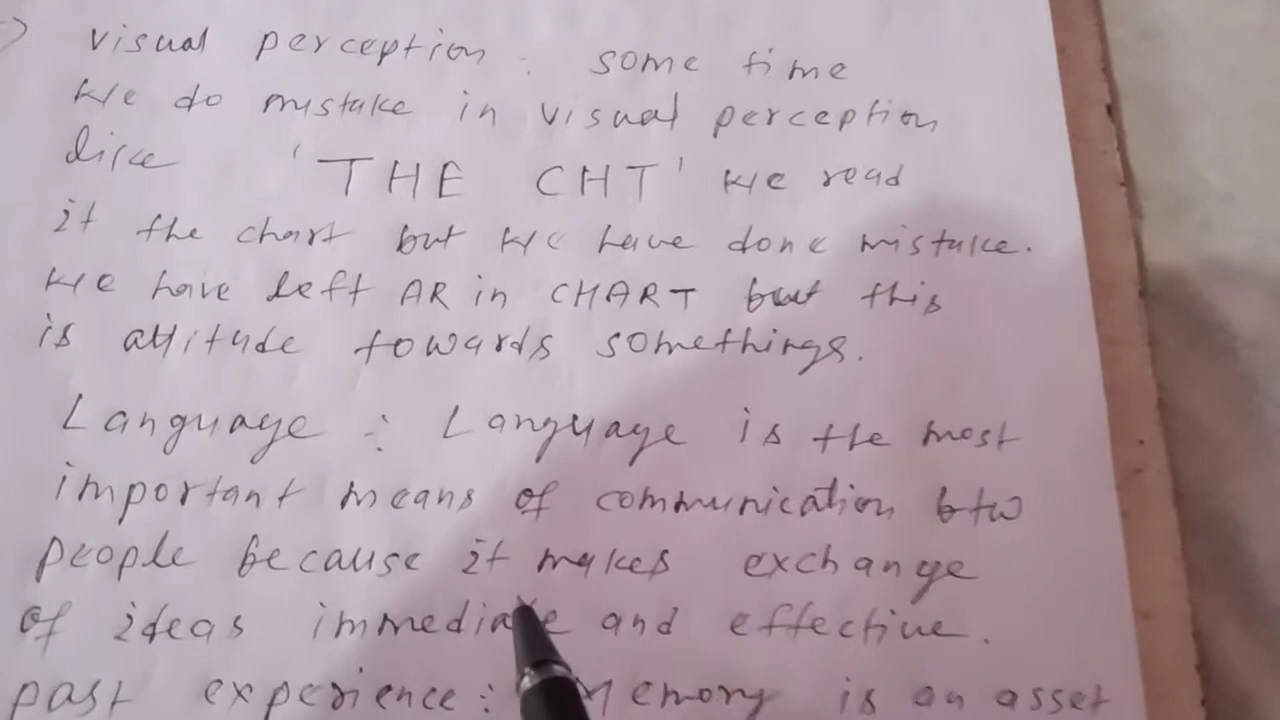 visual perception : some time
we do mistake in visual perception
like 'THE CHT' we read
it the chart but we have done mistake.
we have left AR in CHART but this
is attitude towards somethings.
Language : Language is the most
important means of communication btw
people because it makes exchange
of ideas immediate and effective.
past experience : Memory is an asset